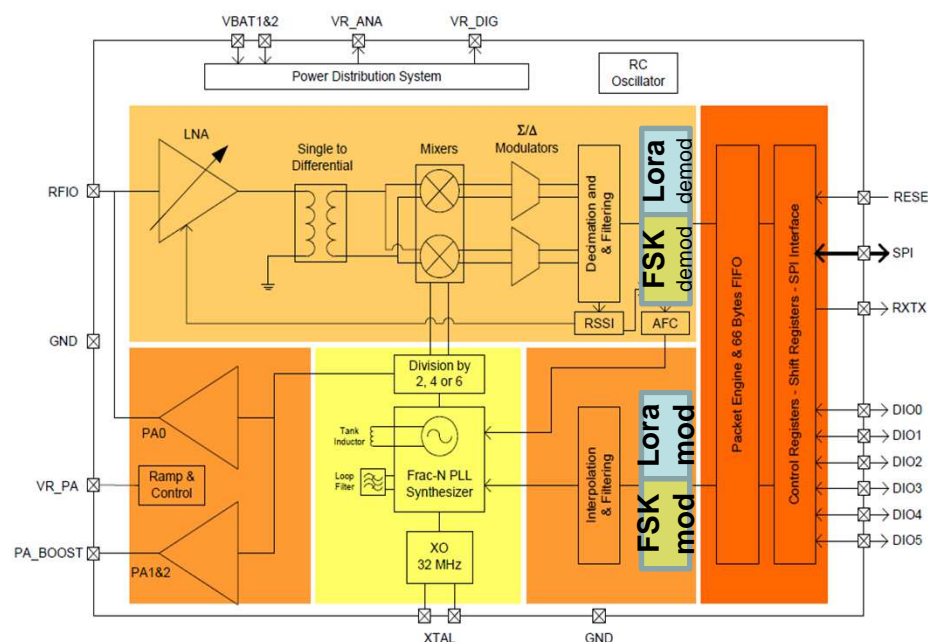 VBAT1&2
VR_ANA
VR_DIG
Power Distribution System
RC
Oscillator
LNA
Single to
Differential
Mixers
Σ/Δ
Modulators
Decimation and
& Filtering
Lora
demod
FSK
demod
RFIO
RSSI
AFC
GND
Packet Engine & 66 Bytes FIFO
Control Registers - Shift Registers - SPI Interface
RESE
SPI
RXTX
DIO0
DIO1
DIO2
DIO3
DIO4
DIO5
PA0
Ramp &
Control
VR_PA
PA_BOOST
PA1&2
Division by
2, 4 or 6
Tank
Inductor
Loop
Filter
Frac-N PLL
Synthesizer
XO
32 MHz
Interpolation
& Filtering
Lora
mod
FSK
mod
XTAL
GND